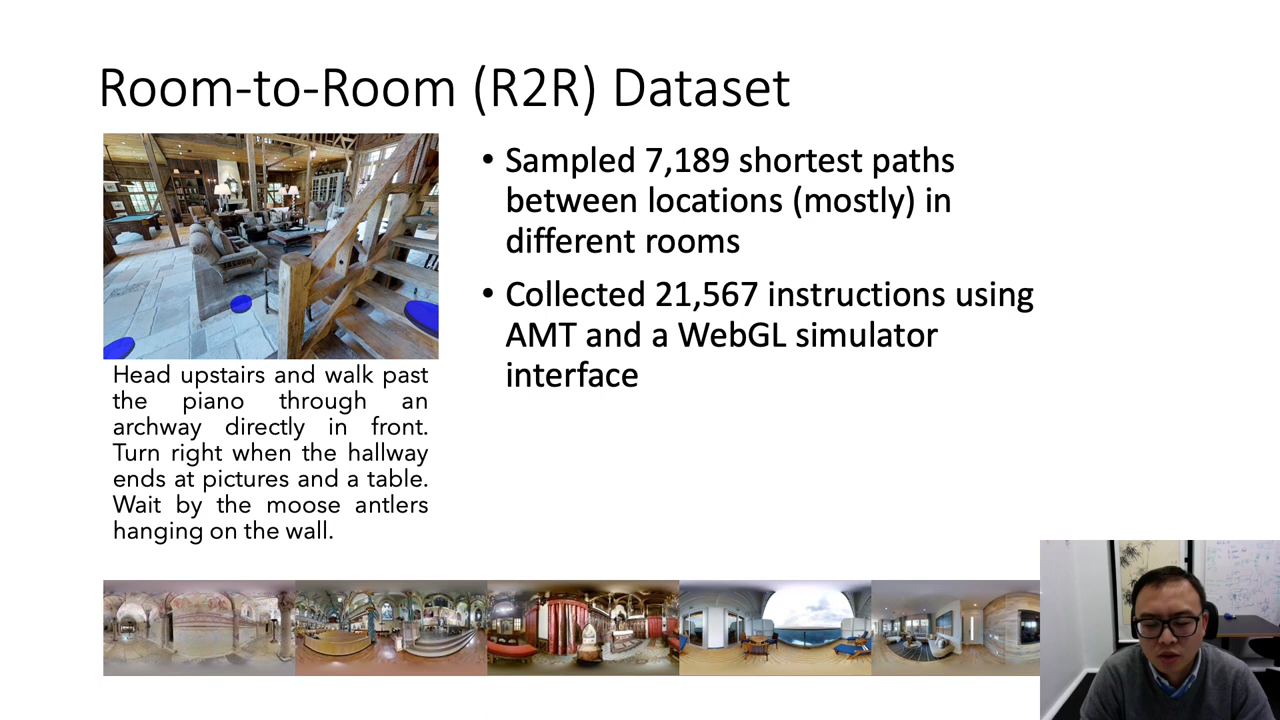 Room-to-Room (R2R) Dataset
Head upstairs and walk past
the piano through an
archway directly in front.
Turn right when the hallway
ends at pictures and a table.
Wait by the moose antlers
hanging on the wall.
• Sampled 7,189 shortest paths
between locations (mostly) in
different rooms
• Collected 21,567 instructions using
AMT and a WebGL simulator
interface